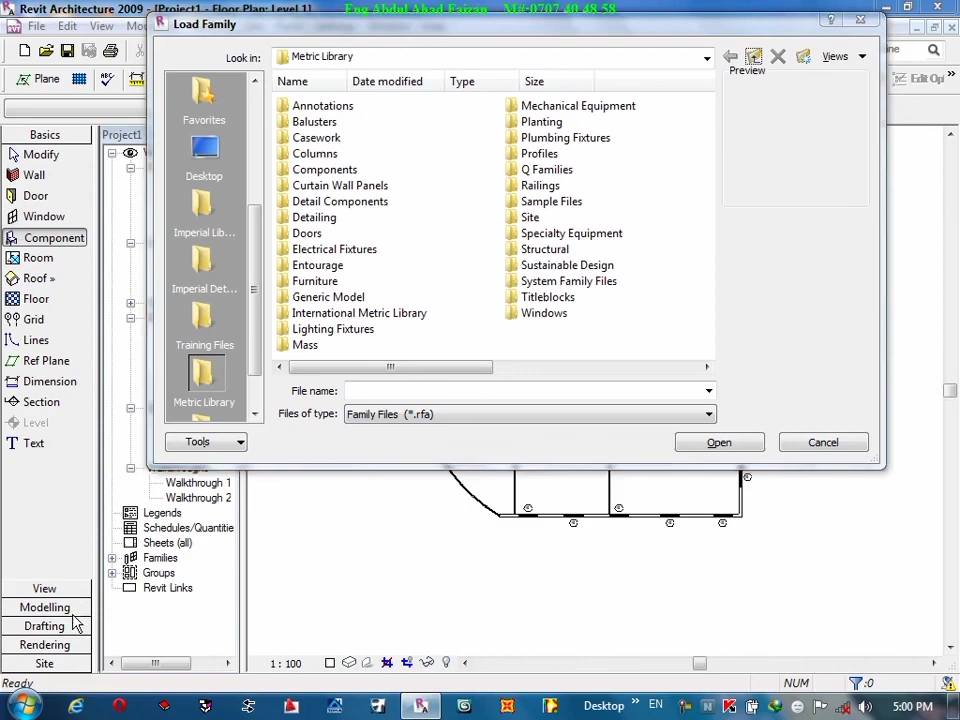 Revit Architecture 2009 - [Project1 - Floor Plan: Level 1]
Eng Abdul Ahad Faizan M#:0707 40 48 58
File
Edit
View
Load Family
Look in:
Metric Library
Views
Plane
Edit Op
Name
Date modified
Type
Size
Preview
Favorites
Desktop
Imperial Lib...
Imperial Det...
Training Files
Metric Library
Annotations
Balusters
Casework
Columns
Components
Curtain Wall Panels
Detail Components
Detailing
Doors
Electrical Fixtures
Entourage
Furniture
Generic Model
International Metric Library
Lighting Fixtures
Mass
Mechanical Equipment
Planting
Plumbing Fixtures
Profiles
Q Families
Railings
Sample Files
Site
Specialty Equipment
Structural
Sustainable Design
System Family Files
Titleblocks
Windows
File name:
Files of type:
Family Files (*.rfa)
Tools
Open
Cancel
Basics
Modify
Wall
Door
Window
Component
Room
Roof »
Floor
Grid
Lines
Ref Plane
Dimension
Section
Level
Text
View
Modelling
Drafting
Rendering
Site
Project1
Walkthrough 1
Walkthrough 2
Legends
Schedules/Quantitie
Sheets (all)
Families
Groups
Revit Links
1 : 100
Ready
NUM
:0
Desktop
EN
5:00 PM